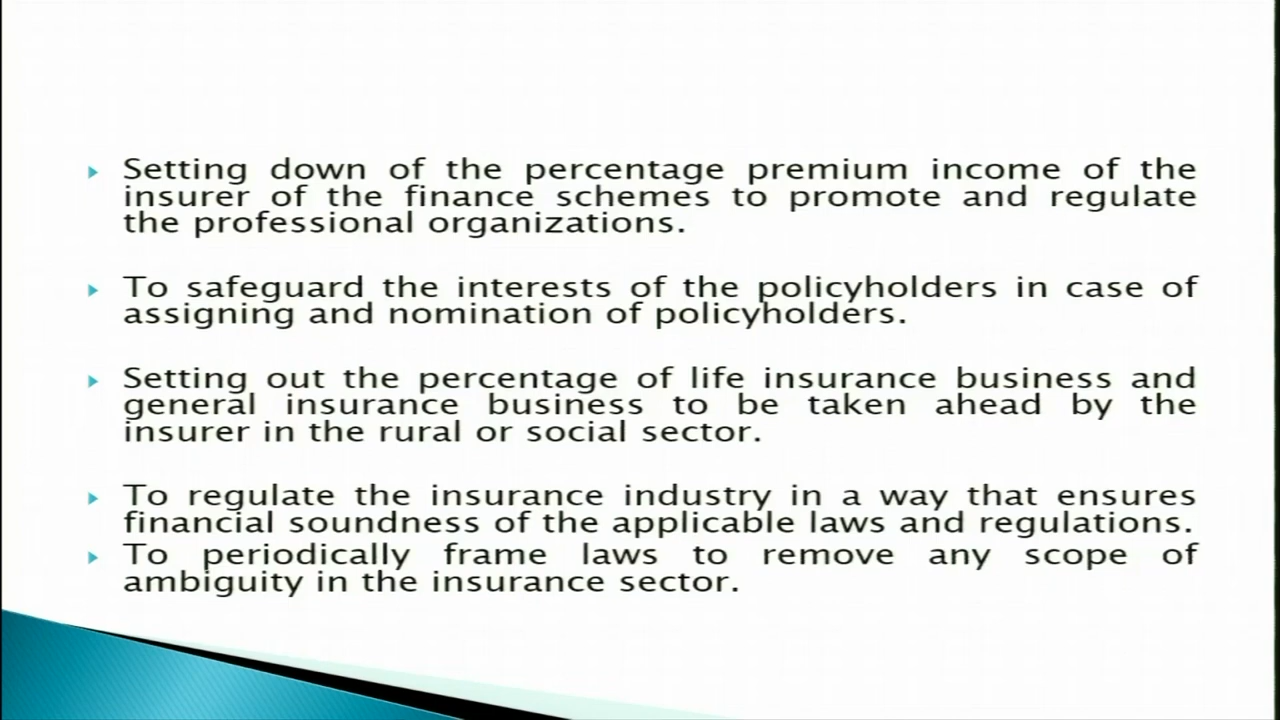 Setting down of the percentage premium income of the
insurer of the finance schemes to promote and regulate
the professional organizations.
To safeguard the interests of the policyholders in case of
assigning and nomination of policyholders.
Setting out the percentage of life insurance business and
general insurance business to be taken ahead by the
insurer in the rural or social sector.
To regulate the insurance industry in a way that ensures
financial soundness of the applicable laws and regulations.
To periodically frame laws to remove any scope of
ambiguity in the insurance sector.